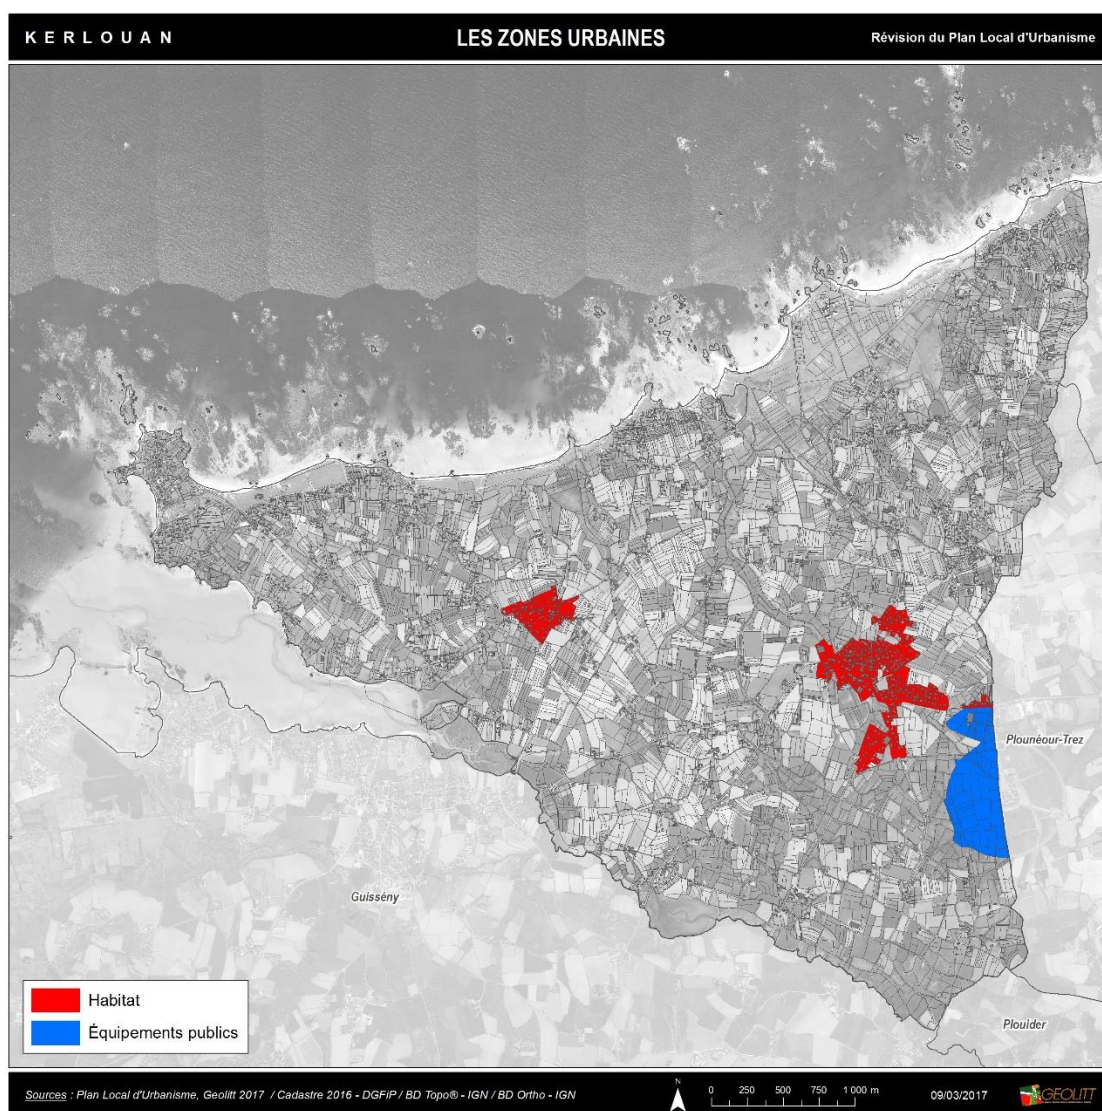 KERLOUAN
LES ZONES URBAINES
Révision du Plan Local d'Urbanisme
Plounéour-Trez
Guissény
Plouider
Habitat
Équipements publics
Sources : Plan Local d'Urbanisme, Geolitt 2017 / Cadastre 2016 - DGFiP / BD Topo® - IGN / BD Ortho - IGN
N
0 250 500 750 1 000 m
09/03/2017
GEOLITT